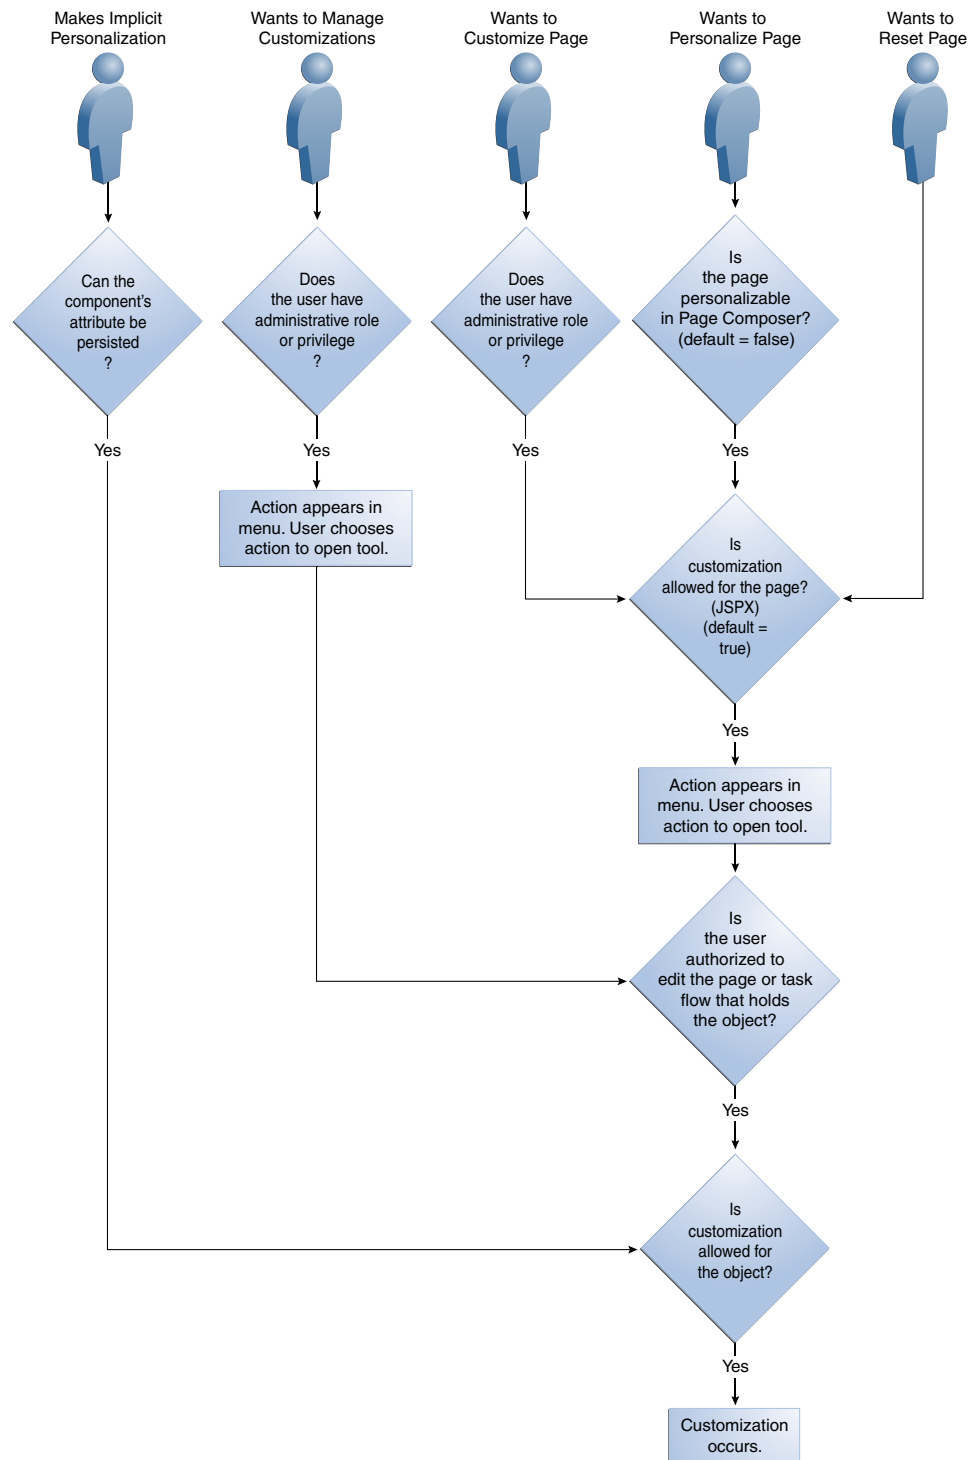 Makes Implicit
Personalization
Wants to Manage
Customizations
Wants to
Customize Page
Wants to
Personalize Page
Wants to
Reset Page
Can the
component's
attribute be
persisted
?
Does
the user have
administrative role
or privilege
?
Does
the user have
administrative role
or privilege
?
Is
the page
personalizable
in Page Composer?
(default = false)
Yes
Yes
Yes
Yes
Action appears in
menu. User chooses
action to open tool.
Is
customization
allowed for the page?
(JSPX)
(default =
true)
Yes
Action appears in
menu. User chooses
action to open tool.
Is
the user
authorized to
edit the page or task
flow that holds
the object?
Yes
Is
customization
allowed for
the object?
Yes
Customization
occurs.